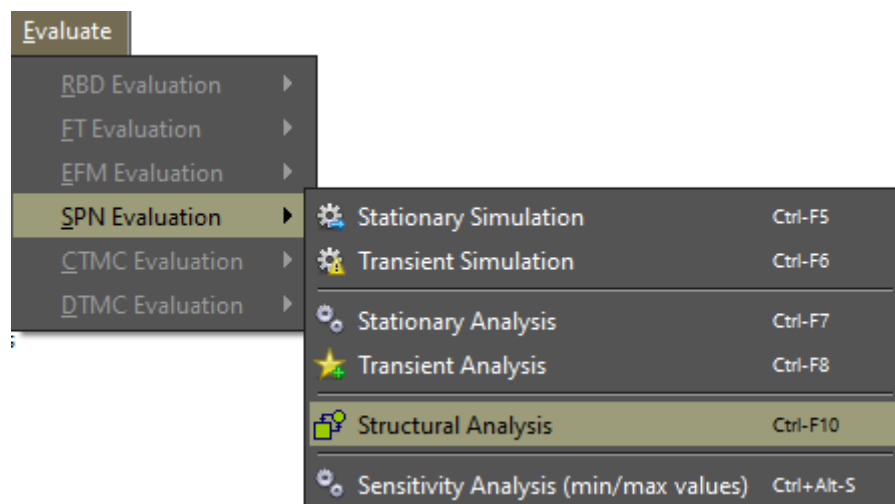 Evaluate
RBD Evaluation
FT Evaluation
EFM Evaluation
SPN Evaluation
CTMC Evaluation
DTMC Evaluation
Stationary Simulation Ctrl-F5
Transient Simulation Ctrl-F6
Stationary Analysis Ctrl-F7
Transient Analysis Ctrl-F8
Structural Analysis Ctrl-F10
Sensitivity Analysis (min/max values) Ctrl+Alt-S